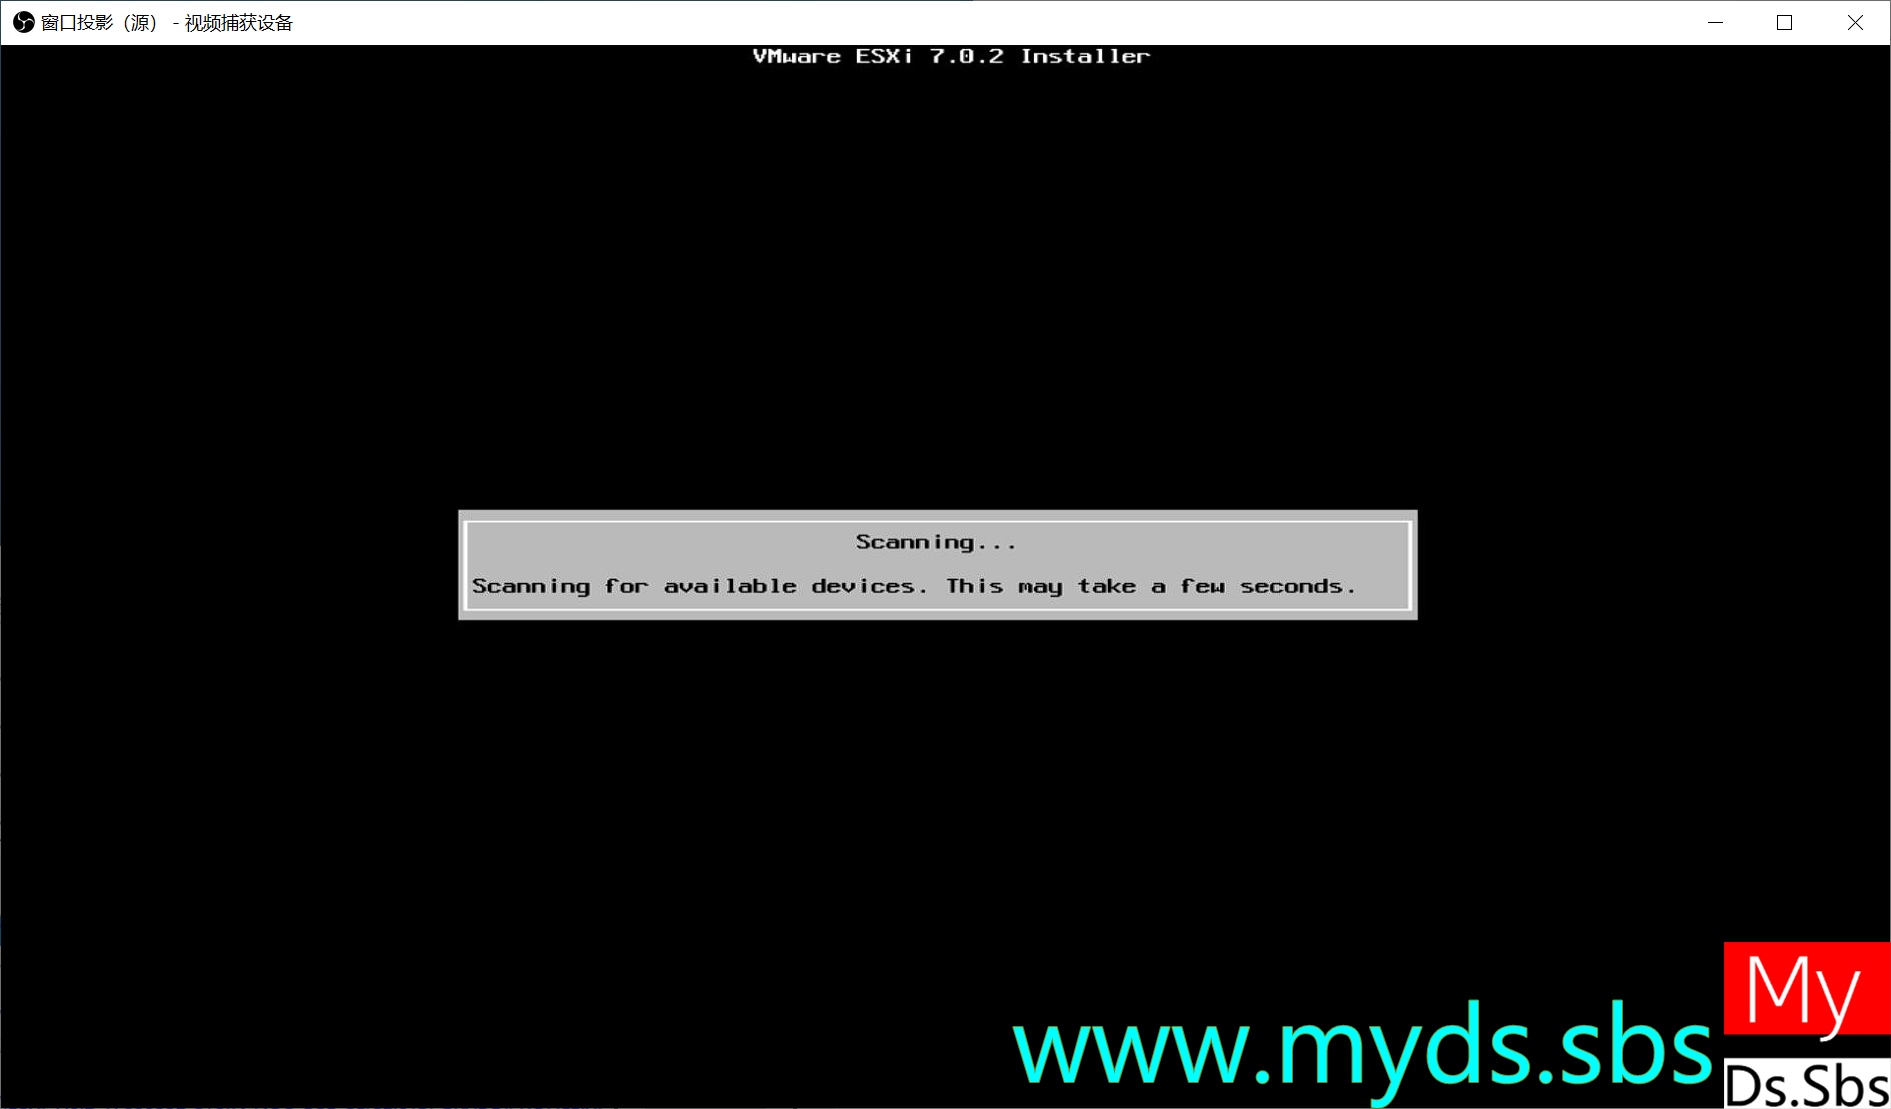 窗口投影（源） - 视频捕获设备
VMware ESXi 7.0.2 Installer
Scanning...
Scanning for available devices. This may take a few seconds.
www.myds.sbs
My
Ds.Sbs